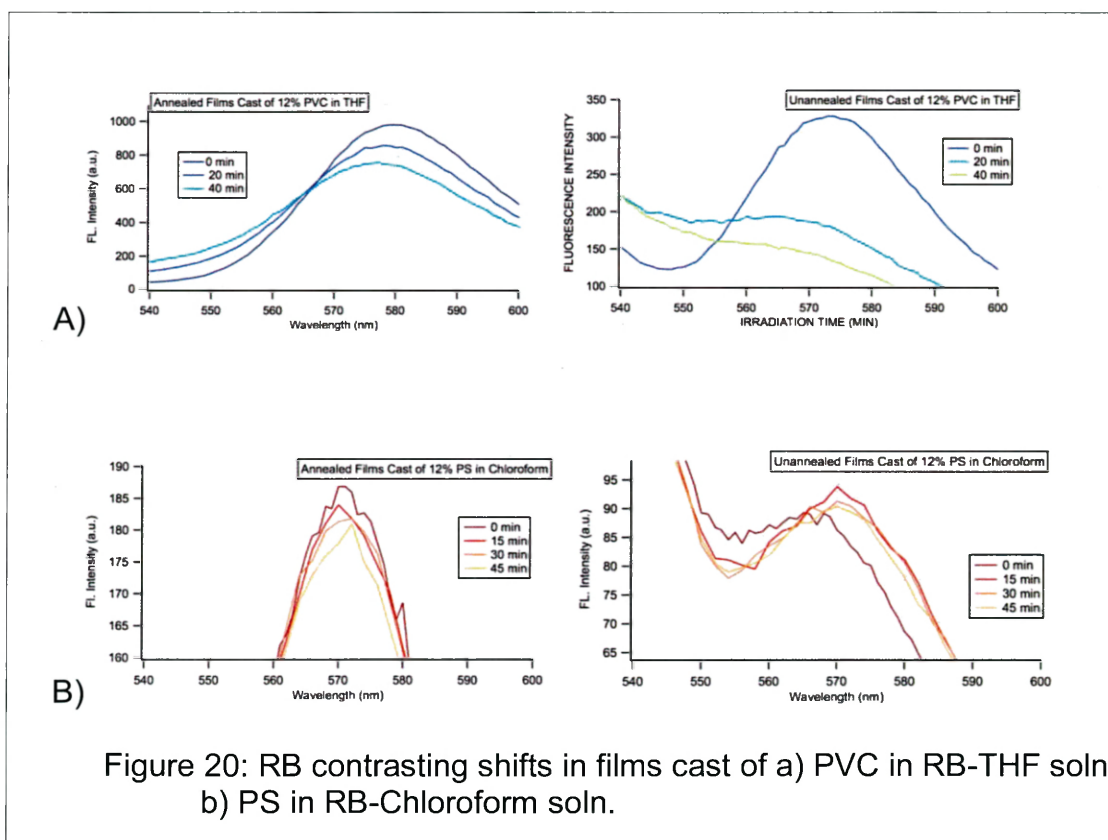 Annealed Films Cast of 12% PVC in THF
FL. Intensity (a.u.)
1000
800
600
400
200
0
0 min
20 min
40 min
540 550 560 570 580 590 600
Wavelength (nm)
Unannealed Films Cast of 12% PVC in THF
FLUORESCENCE INTENSITY
350
300
250
200
150
100
0 min
20 min
40 min
540 550 560 570 580 590 600
IRRADIATION TIME (MIN)
A)
Annealed Films Cast of 12% PS in Chloroform
Fl. Intensity (a.u.)
190
185
180
175
170
165
160
0 min
15 min
30 min
45 min
540 550 560 570 580 590 600
Wavelength (nm)
Unannealed Films Cast of 12% PS in Chloroform
FL. Intensity (a.u.)
95
90
85
80
75
70
65
0 min
15 min
30 min
45 min
540 550 560 570 580 590 600
Wavelength (nm)
B)
Figure 20: RB contrasting shifts in films cast of a) PVC in RB-THF soln
b) PS in RB-Chloroform soln.